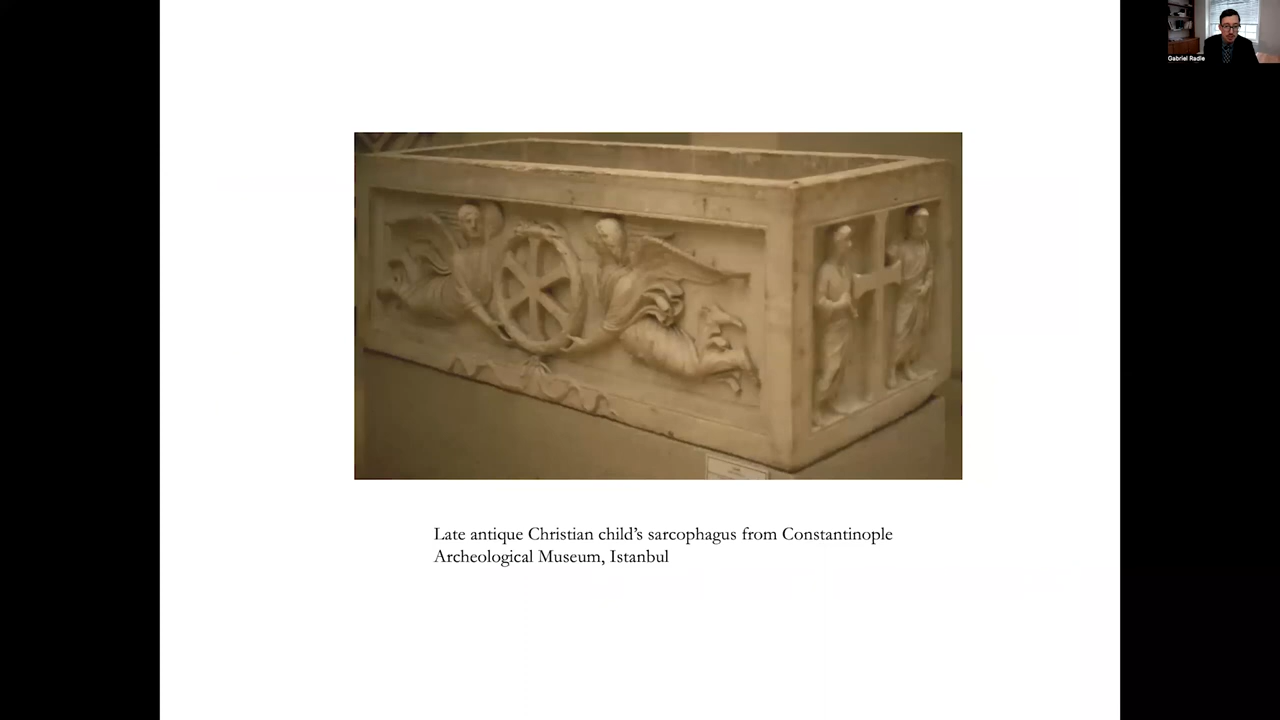 Gabriel Radle
Late antique Christian child’s sarcophagus from Constantinople
Archeological Museum, Istanbul